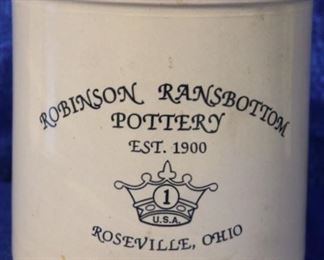 ROBINSON RANSBOTTOM
POTTERY
EST. 1900
1
U.S.A.
ROSEVILLE, OHIO